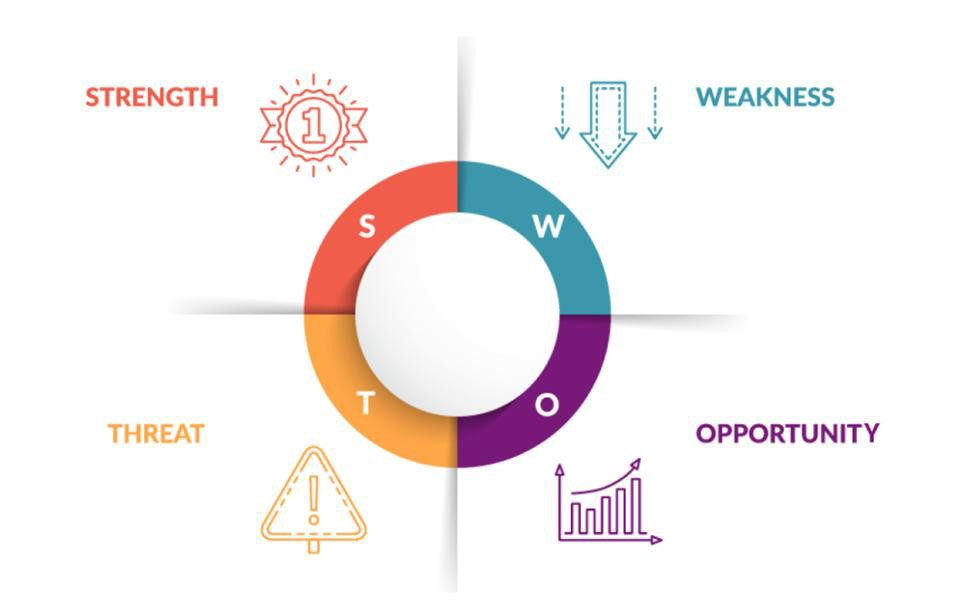 STRENGTH
1
WEAKNESS
S
W
T
O
THREAT
OPPORTUNITY
!